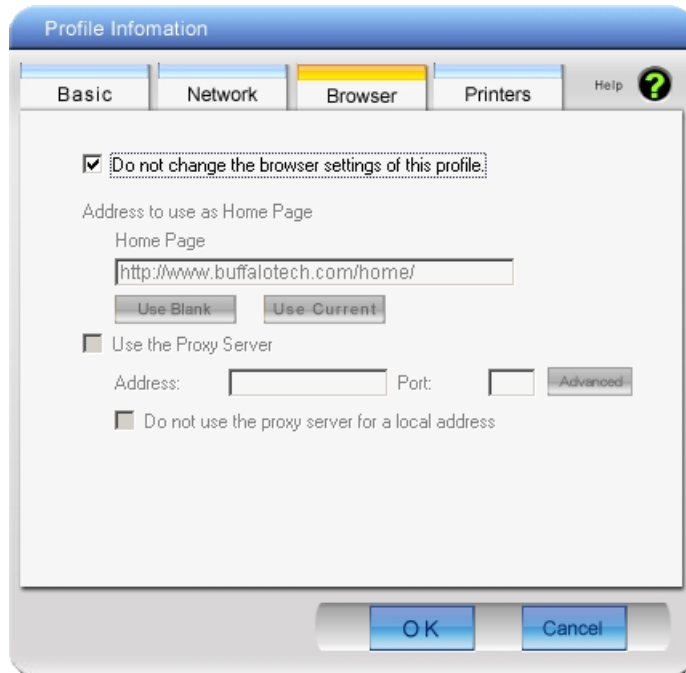 Profile Infomation
Basic Network Browser Printers Help ?
Do not change the browser settings of this profile.
Address to use as Home Page
Home Page
http://www.buffalotech.com/home/
Use Blank Use Current
Use the Proxy Server
Address: Port: Advanced
Do not use the proxy server for a local address
OK Cancel